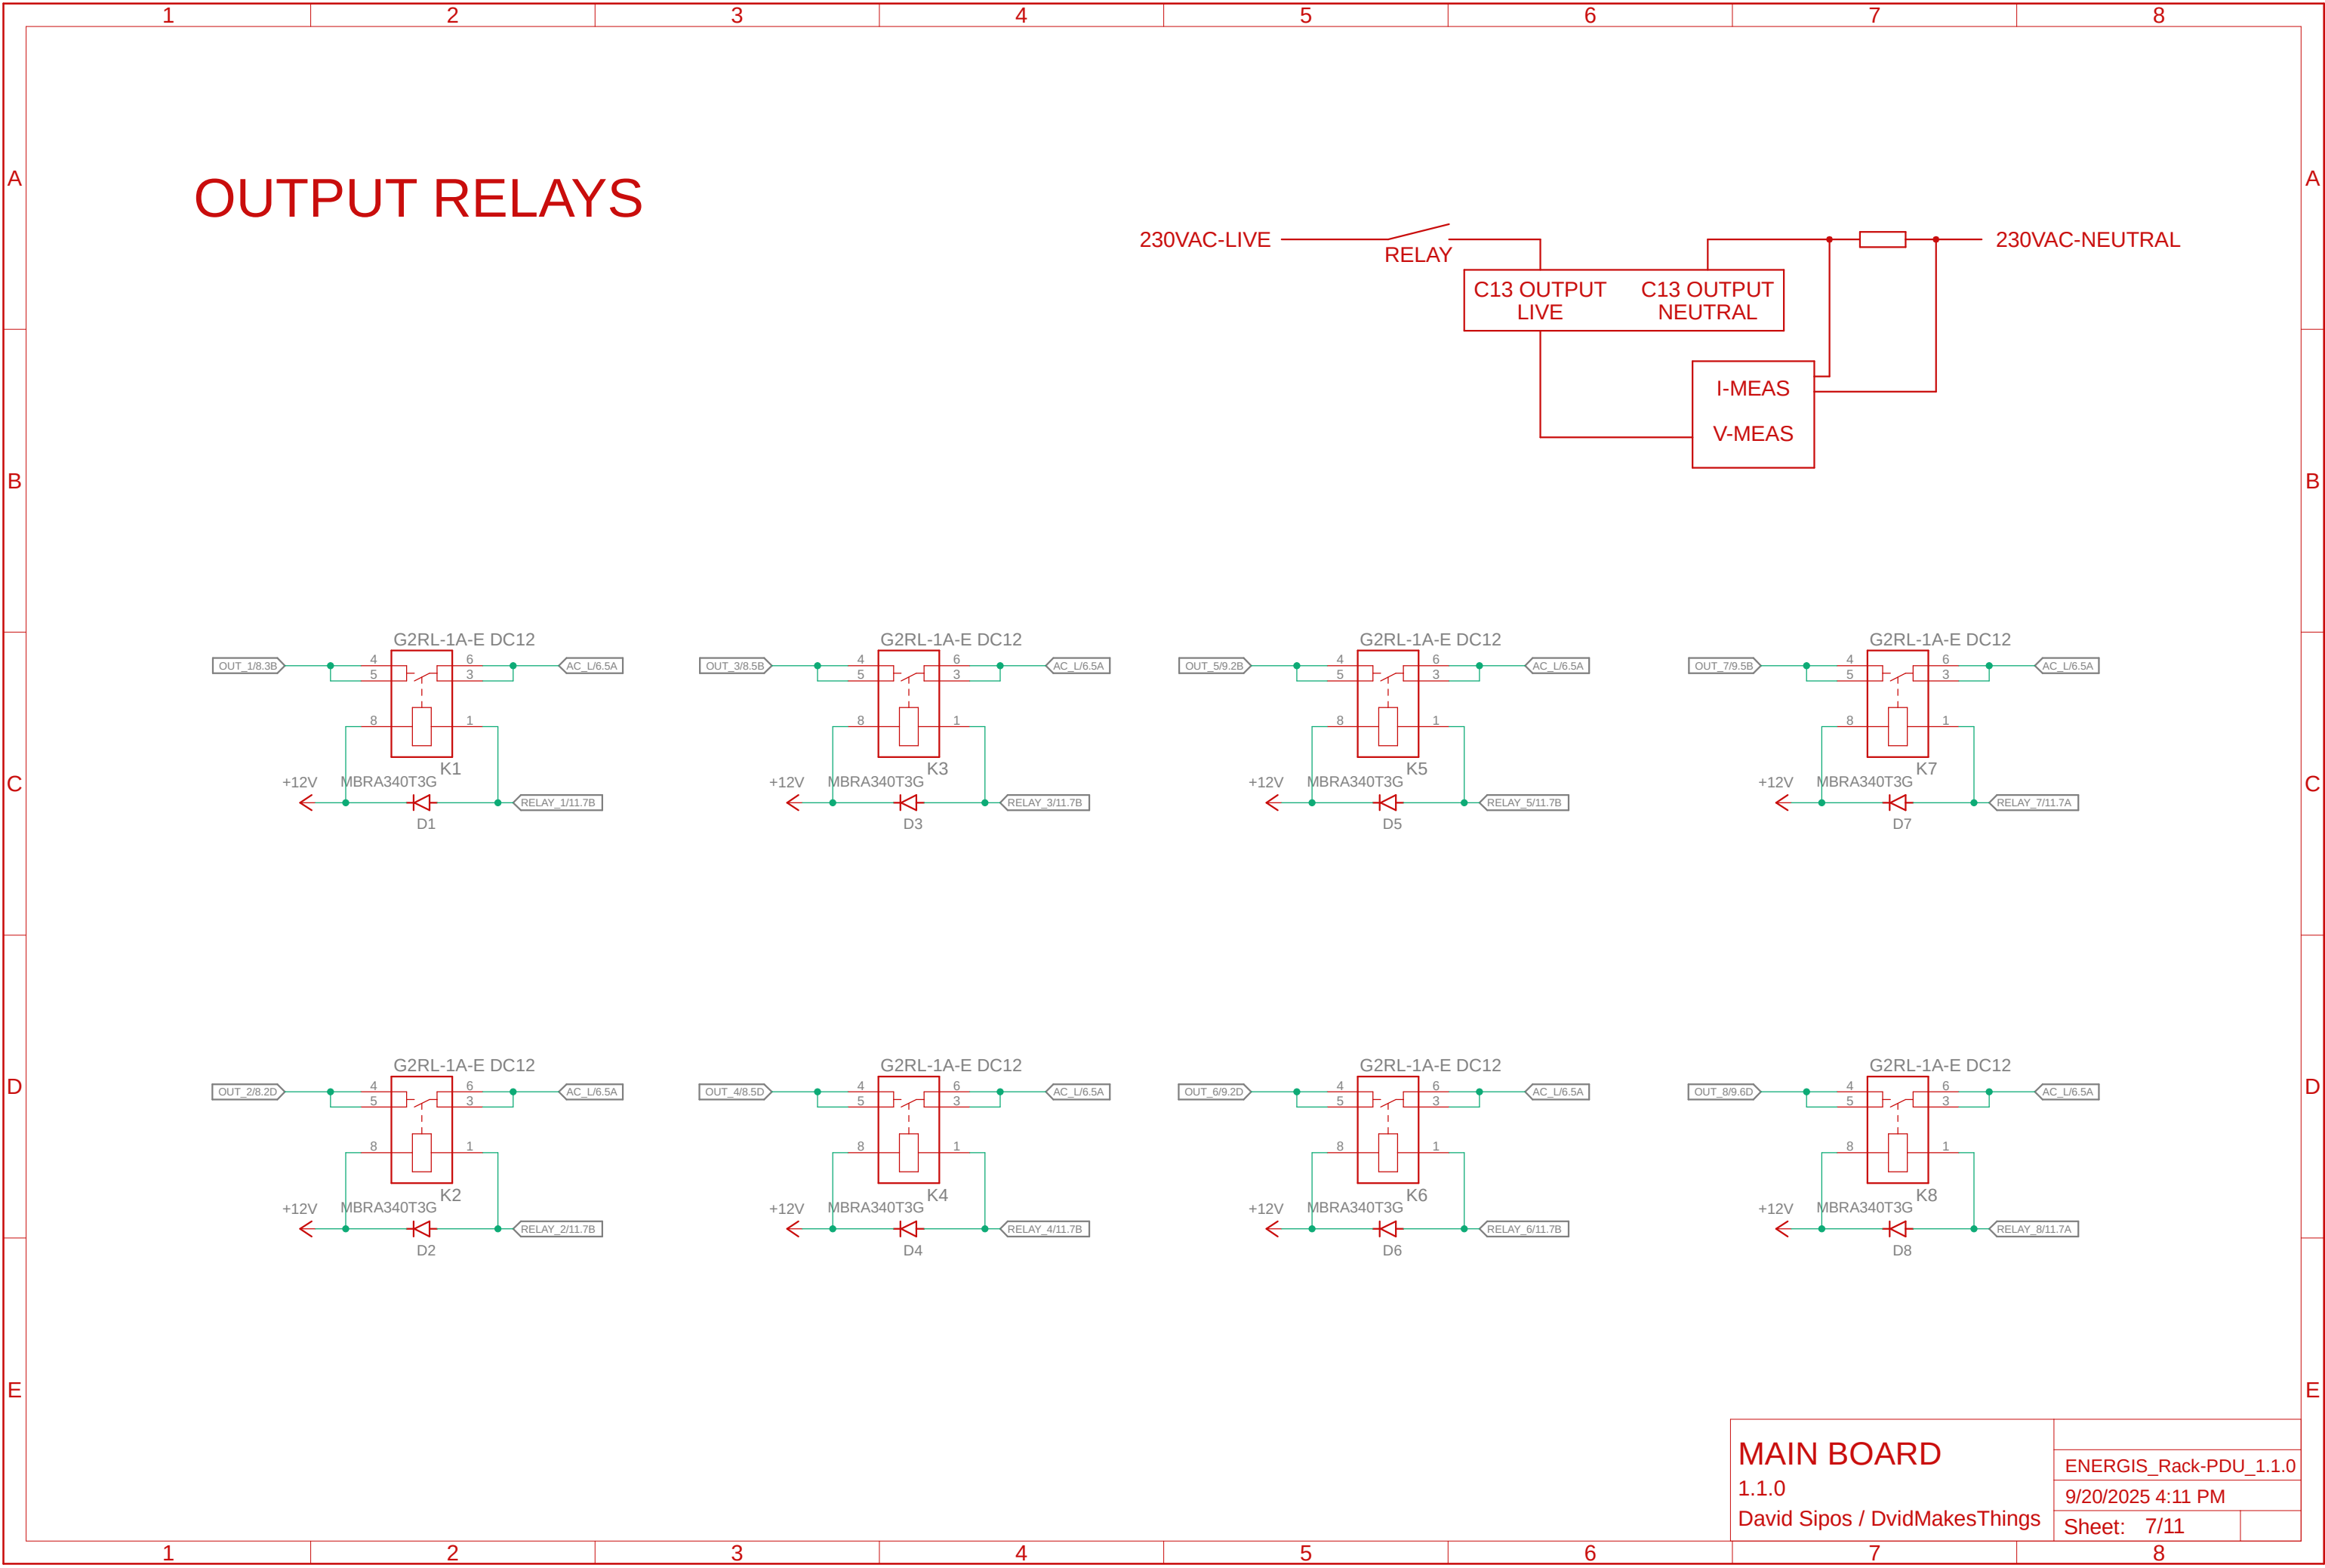 1 2 3 4 5 6 7 8
A A
OUTPUT RELAYS
230VAC-LIVE
RELAY
230VAC-NEUTRAL
C13 OUTPUT
LIVE
C13 OUTPUT
NEUTRAL
I-MEAS
V-MEAS
B B
G2RL-1A-E DC12
OUT_1/8.3B
4 6
AC_L/6.5A
5 3
8 1
K1
+12V
MBRA340T3G
RELAY_1/11.7B
D1
G2RL-1A-E DC12
OUT_3/8.5B
4 6
AC_L/6.5A
5 3
8 1
K3
+12V
MBRA340T3G
RELAY_3/11.7B
D3
G2RL-1A-E DC12
OUT_5/9.2B
4 6
AC_L/6.5A
5 3
8 1
K5
+12V
MBRA340T3G
RELAY_5/11.7B
D5
G2RL-1A-E DC12
OUT_7/9.5B
4 6
AC_L/6.5A
5 3
8 1
K7
+12V
MBRA340T3G
RELAY_7/11.7A
D7
C C
G2RL-1A-E DC12
OUT_2/8.2D
4 6
AC_L/6.5A
5 3
8 1
K2
+12V
MBRA340T3G
RELAY_2/11.7B
D2
G2RL-1A-E DC12
OUT_4/8.5D
4 6
AC_L/6.5A
5 3
8 1
K4
+12V
MBRA340T3G
RELAY_4/11.7B
D4
G2RL-1A-E DC12
OUT_6/9.2D
4 6
AC_L/6.5A
5 3
8 1
K6
+12V
MBRA340T3G
RELAY_6/11.7B
D6
G2RL-1A-E DC12
OUT_8/9.6D
4 6
AC_L/6.5A
5 3
8 1
K8
+12V
MBRA340T3G
RELAY_8/11.7A
D8
D D
E E
MAIN BOARD
1.1.0
David Sipos / DvidMakesThings
ENERGIS_Rack-PDU_1.1.0
9/20/2025 4:11 PM
Sheet: 7/11
1 2 3 4 5 6 7 8